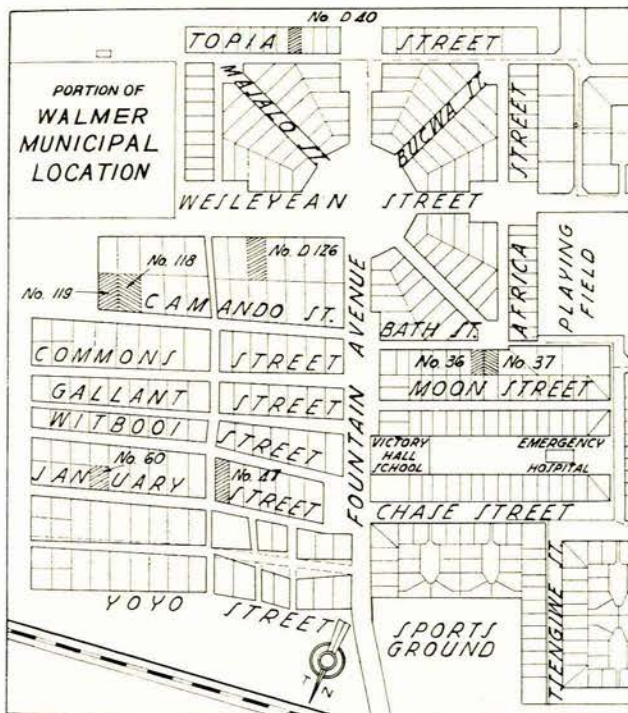 No. D 40
TOPIA STREET
PORTION OF
WALMER
MUNICIPAL
LOCATION
MAJALO ST.
BUCWA ST.
STREET
WESLEYEAN STREET
No. 118
No. D 126
No. 119
CAMANDO ST.
FOUNTAIN AVENUE
AFRICA
PLAYING
FIELD
BATH ST.
COMMONS STREET
No. 36
No. 37
MOON STREET
GALLANT STREET
WITBOOI STREET
VICTORY
HALL
SCHOOL
EMERGENCY
HOSPITAL
No. 60
No. 47
JANUARY STREET
CHASE STREET
YOYO STREET
SPORTS
GROUND
TJENGIWE ST.
T N